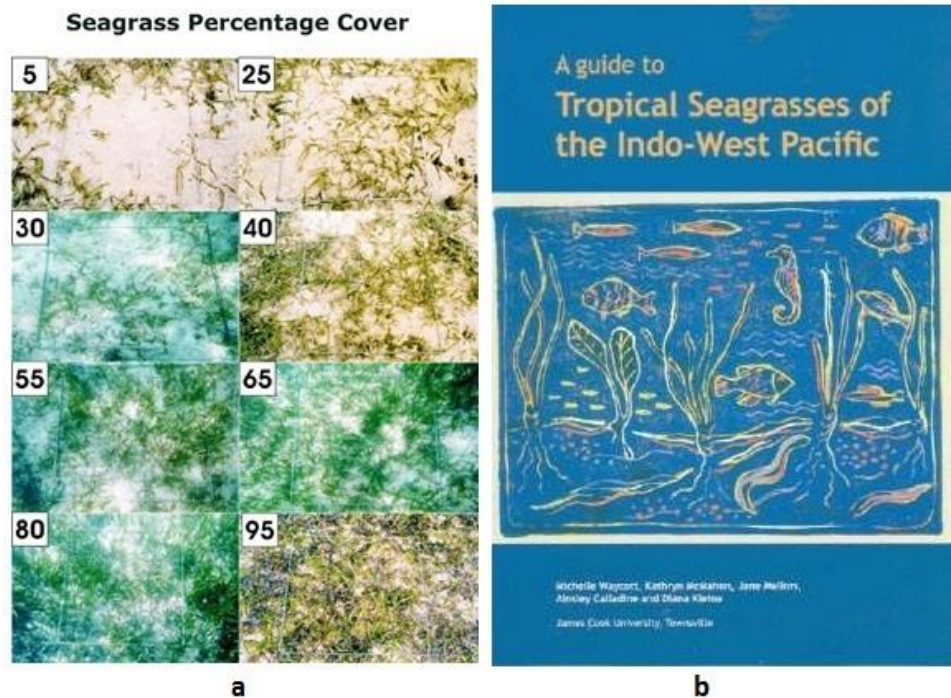 Seagrass Percentage Cover
5
25
30
40
55
65
80
95
a
A guide to
Tropical Seagrasses of
the Indo-West Pacific
Michelle Waycott, Kathryn McMahon, Jane Mellors,
Ainsley Calladine and Diana Kleine
James Cook University, Townsville
b